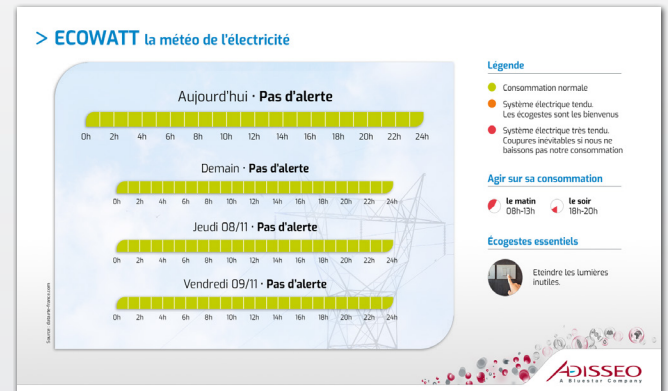 > ECOWATT la météo de l'électricité
Aujourd'hui • Pas d'alerte
0h 2h 4h 6h 8h 10h 12h 14h 16h 18h 20h 22h 24h
Demain • Pas d'alerte
0h 2h 4h 6h 8h 10h 12h 14h 16h 18h 20h 22h 24h
Jeudi 08/11 • Pas d'alerte
0h 2h 4h 6h 8h 10h 12h 14h 16h 18h 20h 22h 24h
Vendredi 09/11 • Pas d'alerte
0h 2h 4h 6h 8h 10h 12h 14h 16h 18h 20h 22h 24h
Légende
Consommation normale
Système électrique tendu.
Les écogestes sont les bienvenus
Système électrique très tendu.
Coupures inévitables si nous ne
baissons pas notre consommation
Agir sur sa consommation
le matin
08h-13h
le soir
18h-20h
Écogestes essentiels
Eteindre les lumières
inutiles.
ADISSEO
A Bluestar Company